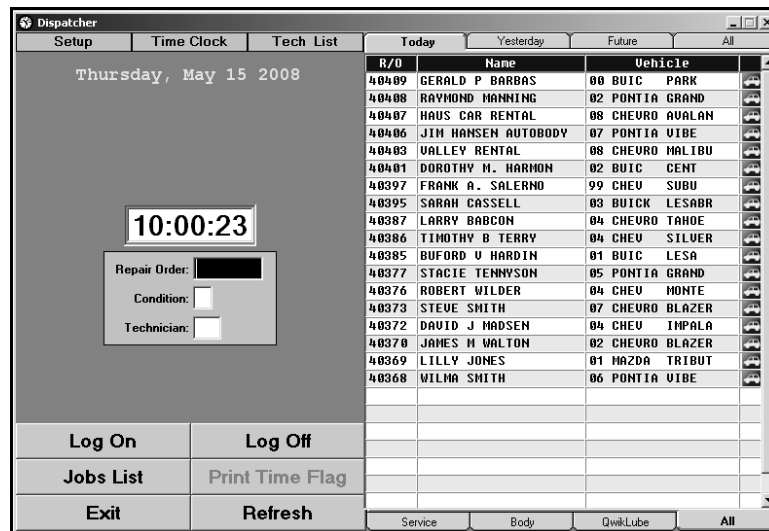 Dispatcher
Setup Time Clock Tech List
Today Yesterday Future All
Thursday, May 15 2008
10:00:23
Repair Order:
Condition:
Technician:
Log On Log Off
Jobs List Print Time Flag
Exit Refresh
R/O Name Vehicle
40409 GERALD P BARBAS 00 BUIC PARK
40408 RAYMOND MANNING 02 PONTIA GRAND
40407 HAUS CAR RENTAL 08 CHEVRO AVALAN
40406 JIM HANSEN AUTOBODY 07 PONTIA VIBE
40403 VALLEY RENTAL 08 CHEVRO MALIBU
40401 DOROTHY M. HARMON 02 BUIC CENT
40397 FRANK A. SALERNO 99 CHEV SUBU
40395 SARAH CASSELL 03 BUICK LESABR
40387 LARRY BABCON 04 CHEVRO TAHOE
40386 TIMOTHY B TERRY 04 CHEV SILVER
40385 BUFORD V HARDIN 01 BUIC LESA
40377 STACIE TENNYSON 05 PONTIA GRAND
40376 ROBERT WILDER 04 CHEV MONTE
40373 STEVE SMITH 07 CHEVRO BLAZER
40372 DAVID J MADSEN 04 CHEV IMPALA
40370 JAMES M WALTON 02 CHEVRO BLAZER
40369 LILLY JONES 01 MAZDA TRIBUT
40368 WILMA SMITH 06 PONTIA VIBE
Service Body QwikLube All